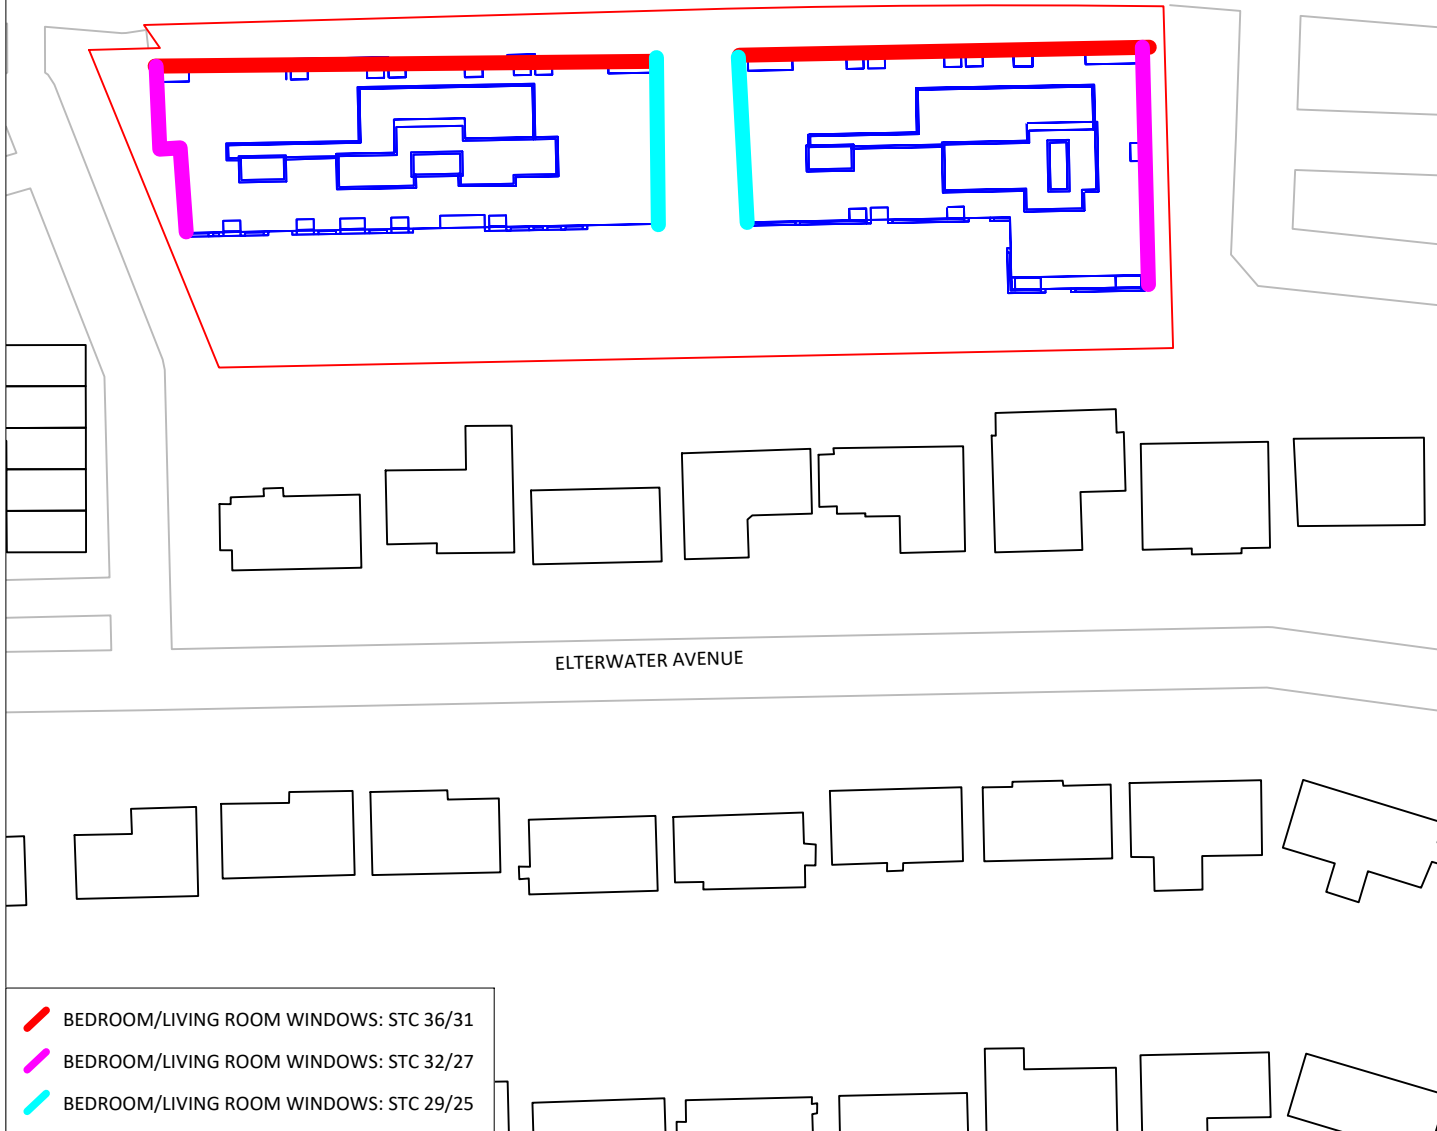 ELTERWATER AVENUE
BEDROOM/LIVING ROOM WINDOWS: STC 36/31
BEDROOM/LIVING ROOM WINDOWS: STC 32/27
BEDROOM/LIVING ROOM WINDOWS: STC 29/25